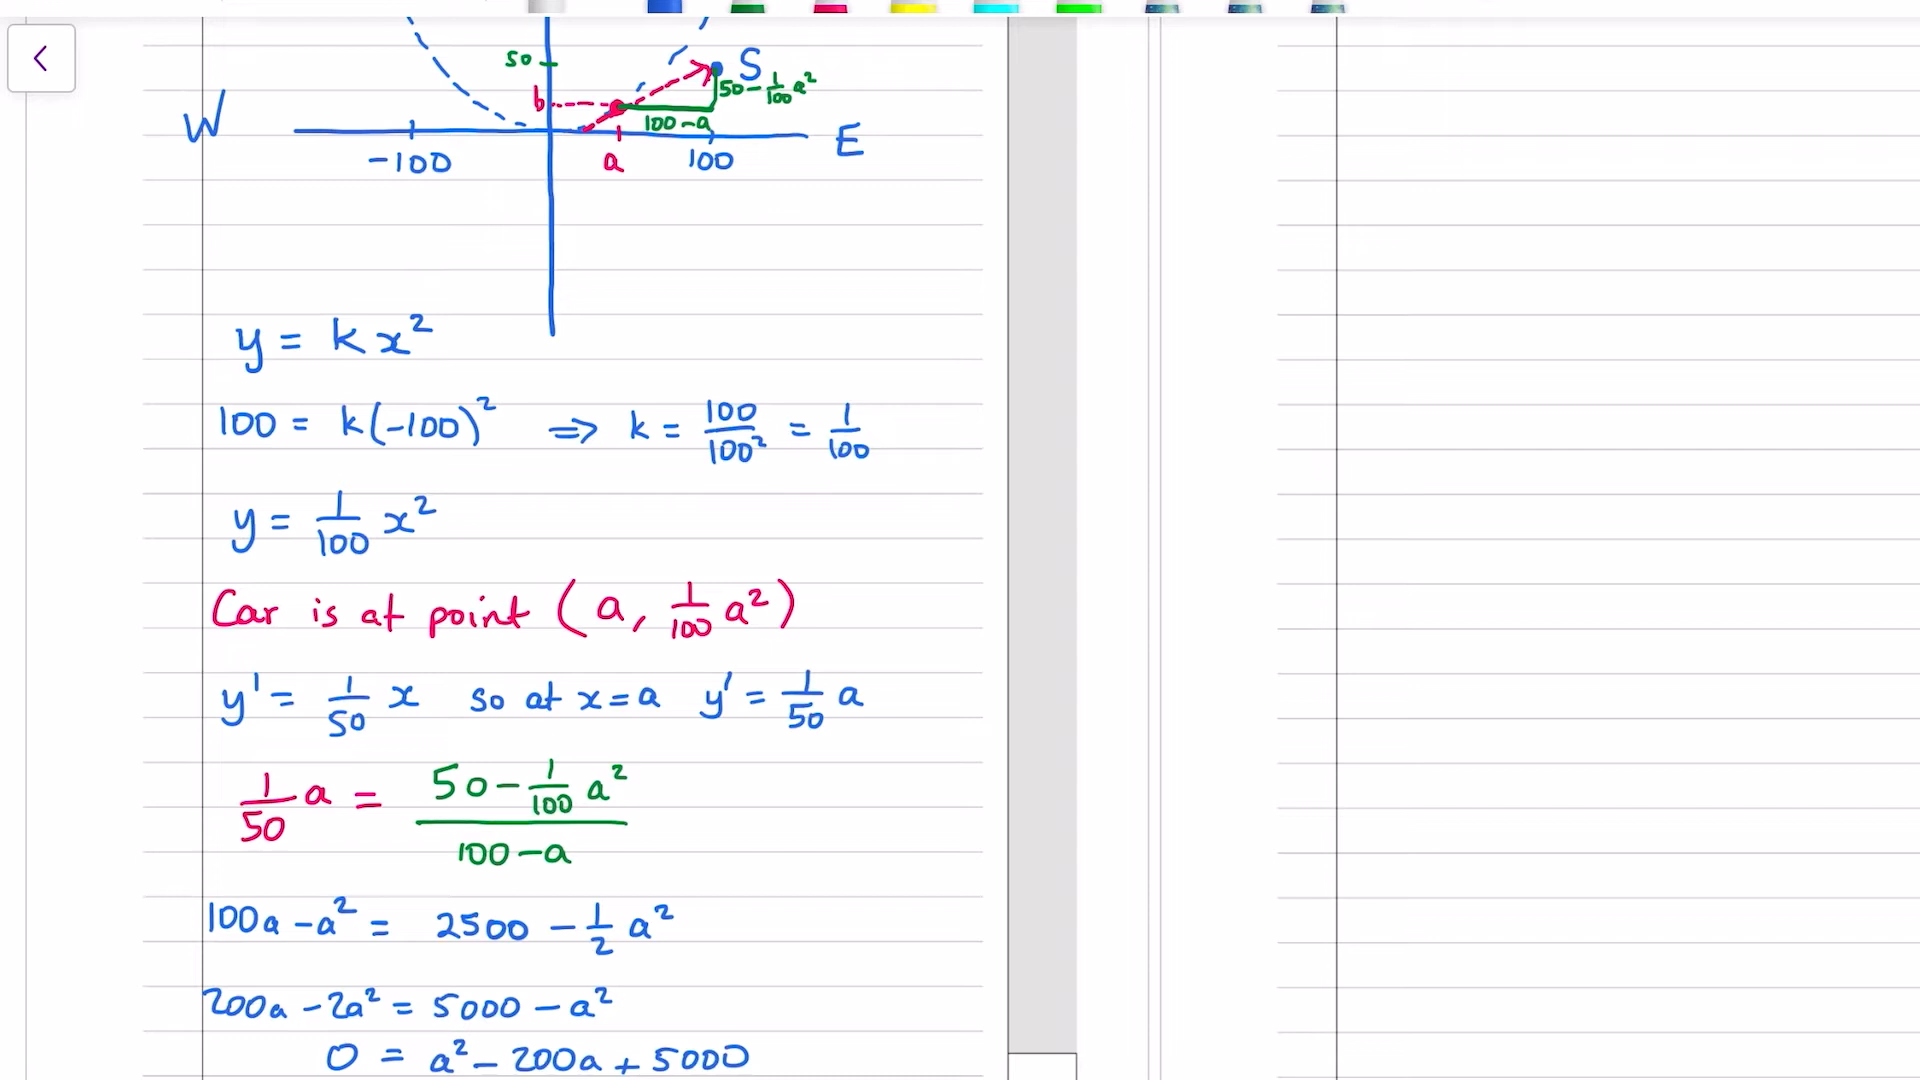 50
S
50 - 1/100 a²
b
100 - a
W
E
-100
a
100
y = k x²
100 = k(-100)² ⇒ k = 100/100² = 1/100
y = 1/100 x²
Car is at point (a, 1/100 a²)
y' = 1/50 x so at x = a y' = 1/50 a
1/50 a = (50 - 1/100 a²)/(100 - a)
100a - a² = 2500 - 1/2 a²
200a - 2a² = 5000 - a²
0 = a² - 200a + 5000